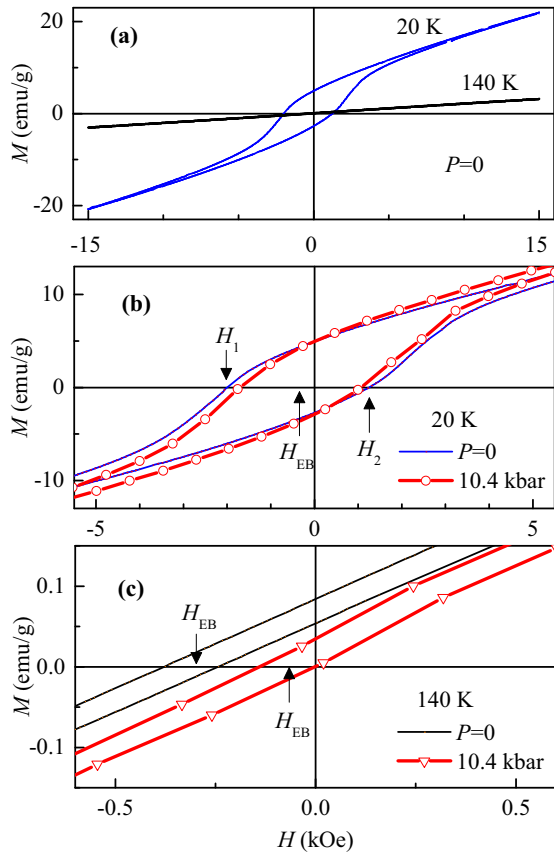 (a)
20 K
140 K
P=0
M (emu/g)
20
0
-20
-15
0
15
(b)
H1
HEB
H2
20 K
P=0
10.4 kbar
M (emu/g)
10
0
-10
-5
0
5
(c)
HEB
HEB
140 K
P=0
10.4 kbar
M (emu/g)
0.1
0.0
-0.1
-0.5
0.0
0.5
H (kOe)